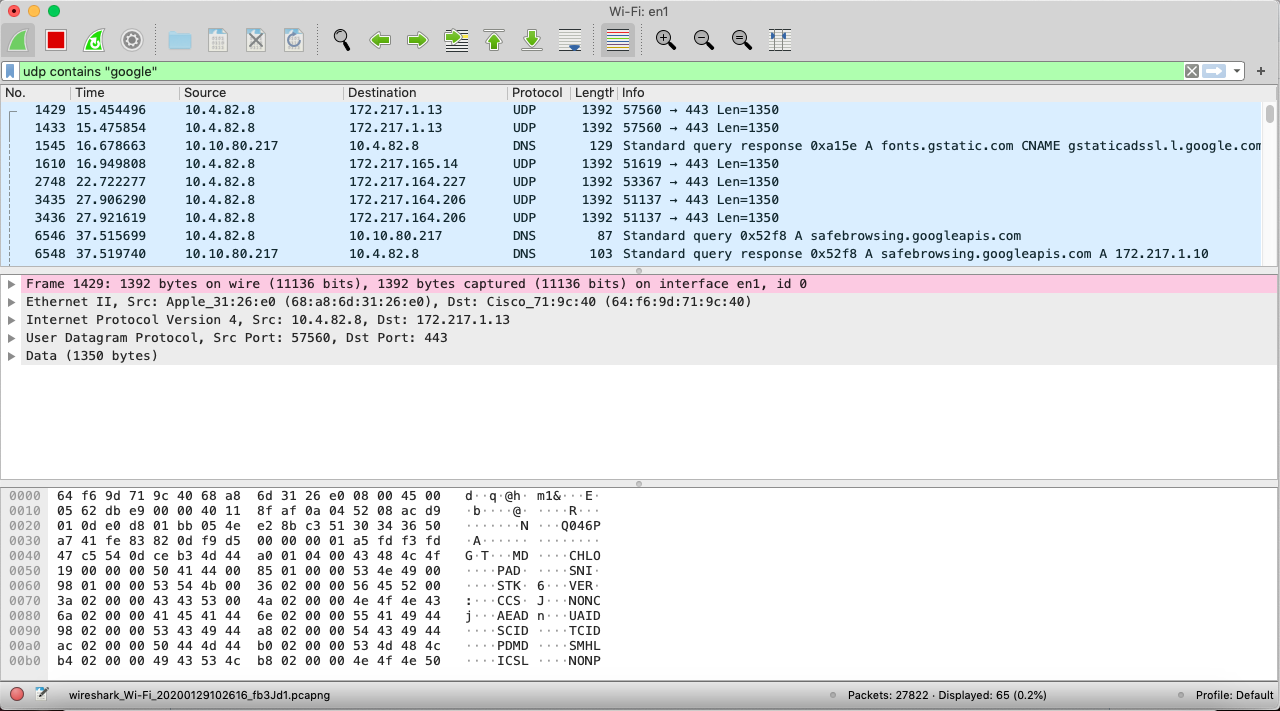 Wi-Fi: en1
udp contains "google"
No. Time Source Destination Protocol Length Info
1429 15.454496 10.4.82.8 172.217.1.13 UDP 1392 57560 → 443 Len=1350
1433 15.475854 10.4.82.8 172.217.1.13 UDP 1392 57560 → 443 Len=1350
1545 16.678663 10.10.80.217 10.4.82.8 DNS 129 Standard query response 0xa15e A fonts.gstatic.com CNAME gstaticadssl.l.google.com
1610 16.949808 10.4.82.8 172.217.165.14 UDP 1392 51619 → 443 Len=1350
2748 22.722277 10.4.82.8 172.217.164.227 UDP 1392 53367 → 443 Len=1350
3435 27.906290 10.4.82.8 172.217.164.206 UDP 1392 51137 → 443 Len=1350
3436 27.921619 10.4.82.8 172.217.164.206 UDP 1392 51137 → 443 Len=1350
6546 37.515699 10.4.82.8 10.10.80.217 DNS 87 Standard query 0x52f8 A safebrowsing.googleapis.com
6548 37.519740 10.10.80.217 10.4.82.8 DNS 103 Standard query response 0x52f8 A safebrowsing.googleapis.com A 172.217.1.10
Frame 1429: 1392 bytes on wire (11136 bits), 1392 bytes captured (11136 bits) on interface en1, id 0
Ethernet II, Src: Apple_31:26:e0 (68:a8:6d:31:26:e0), Dst: Cisco_71:9c:40 (64:f6:9d:71:9c:40)
Internet Protocol Version 4, Src: 10.4.82.8, Dst: 172.217.1.13
User Datagram Protocol, Src Port: 57560, Dst Port: 443
Data (1350 bytes)
0000 64 f6 9d 71 9c 40 68 a8 6d 31 26 e0 08 00 45 00 d··q·@h· m1&···E·
0010 05 62 db e9 00 00 40 11 8f af 0a 04 52 08 ac d9 ·b····@· ····R···
0020 01 0d e0 d8 01 bb 05 4e e2 8b c3 51 30 34 36 50 ·······N ···Q046P
0030 a7 41 fe 83 82 0d f9 d5 00 00 00 01 a5 fd f3 fd ·A······ ········
0040 47 c5 54 0d ce b3 4d 44 a0 01 04 00 43 48 4c 4f G·T···MD ····CHLO
0050 19 00 00 00 50 41 44 00 85 01 00 00 53 4e 49 00 ····PAD· ····SNI·
0060 98 01 00 00 53 54 4b 00 36 02 00 00 56 45 52 00 ····STK· 6···VER·
0070 3a 02 00 00 43 43 53 00 4a 02 00 00 4e 4f 4e 43 :···CCS· J···NONC
0080 6a 02 00 00 41 45 41 44 6e 02 00 00 55 41 49 44 j···AEAD n···UAID
0090 98 02 00 00 53 43 49 44 a8 02 00 00 54 43 49 44 ····SCID ····TCID
00a0 ac 02 00 00 50 44 4d 44 b0 02 00 00 53 4d 48 4c ····PDMD ····SMHL
00b0 b4 02 00 00 49 43 53 4c b8 02 00 00 4e 4f 4e 50 ····ICSL ····NONP
wireshark_Wi-Fi_20200129102616_fb3Jd1.pcapng Packets: 27822 · Displayed: 65 (0.2%) Profile: Default